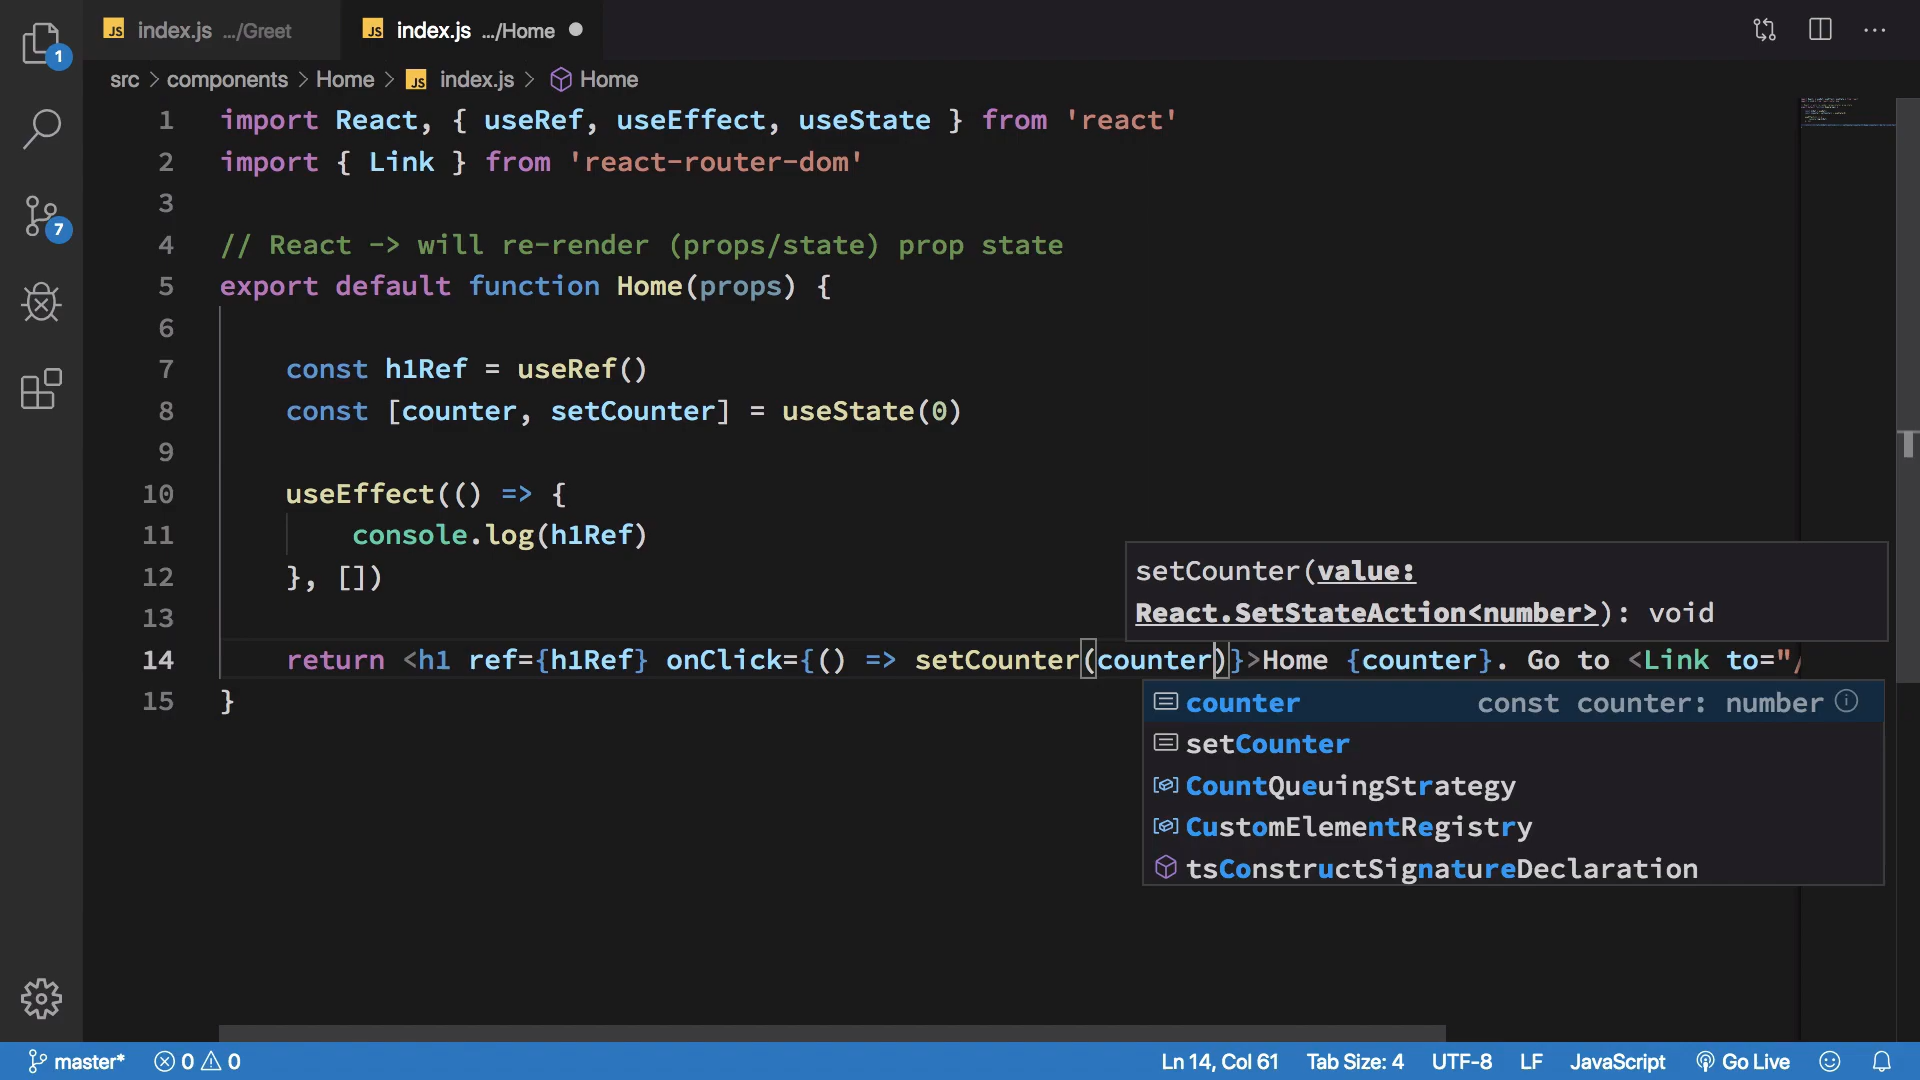 index.js .../Greet
index.js .../Home
1
src > components > Home > index.js > Home
7
1 import React, { useRef, useEffect, useState } from 'react'
2 import { Link } from 'react-router-dom'
3
4 // React -> will re-render (props/state) prop state
5 export default function Home(props) {
6
7 const h1Ref = useRef()
8 const [counter, setCounter] = useState(0)
9
10 useEffect(() => {
11 console.log(h1Ref)
12 }, [])
13
setCounter(value:
React.SetStateAction<number>): void
14 return <h1 ref={h1Ref} onClick={() => setCounter(counter)}>Home {counter}. Go to <Link to="/
15 }
counter const counter: number
setCounter
CountQueuingStrategy
CustomElementRegistry
tsConstructSignatureDeclaration
master* 0 0 Ln 14, Col 61 Tab Size: 4 UTF-8 LF JavaScript Go Live